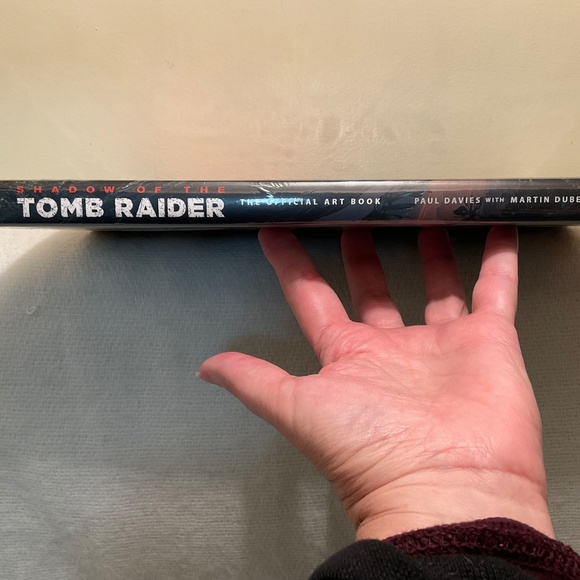 SHADOW OF THE
TOMB RAIDER
THE OFFICIAL ART BOOK
PAUL DAVIES WITH MARTIN DUBE